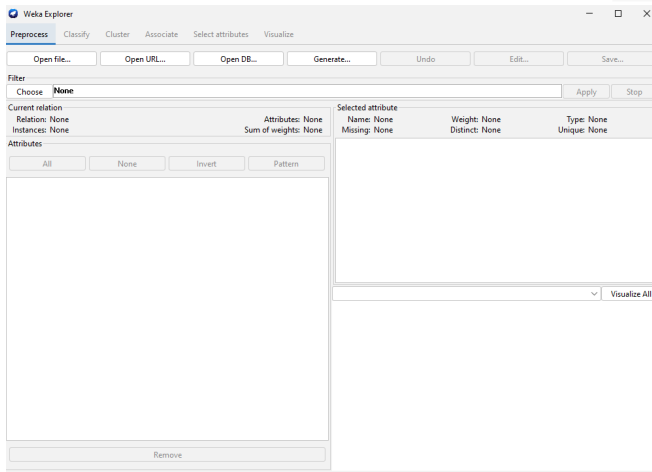 Weka Explorer
Preprocess Classify Cluster Associate Select attributes Visualize
Open file... Open URL... Open DB... Generate... Undo Edit... Save...
Filter
Choose None Apply Stop
Current relation
Relation: None Attributes: None
Instances: None Sum of weights: None
Selected attribute
Name: None Weight: None Type: None
Missing: None Distinct: None Unique: None
Attributes
All None Invert Pattern
Visualize All
Remove